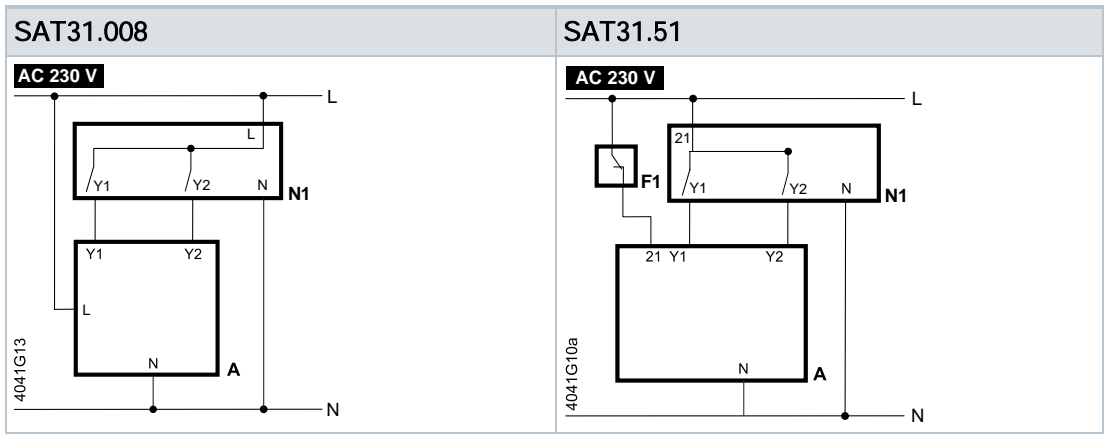 SAT31.008
AC 230 V
L
L
Y1 Y2 N
N1
Y1 Y2
L
N
A
N
4041G13
SAT31.51
AC 230 V
L
21
F1
Y1 Y2 N
N1
21 Y1 Y2
N
A
N
4041G10a